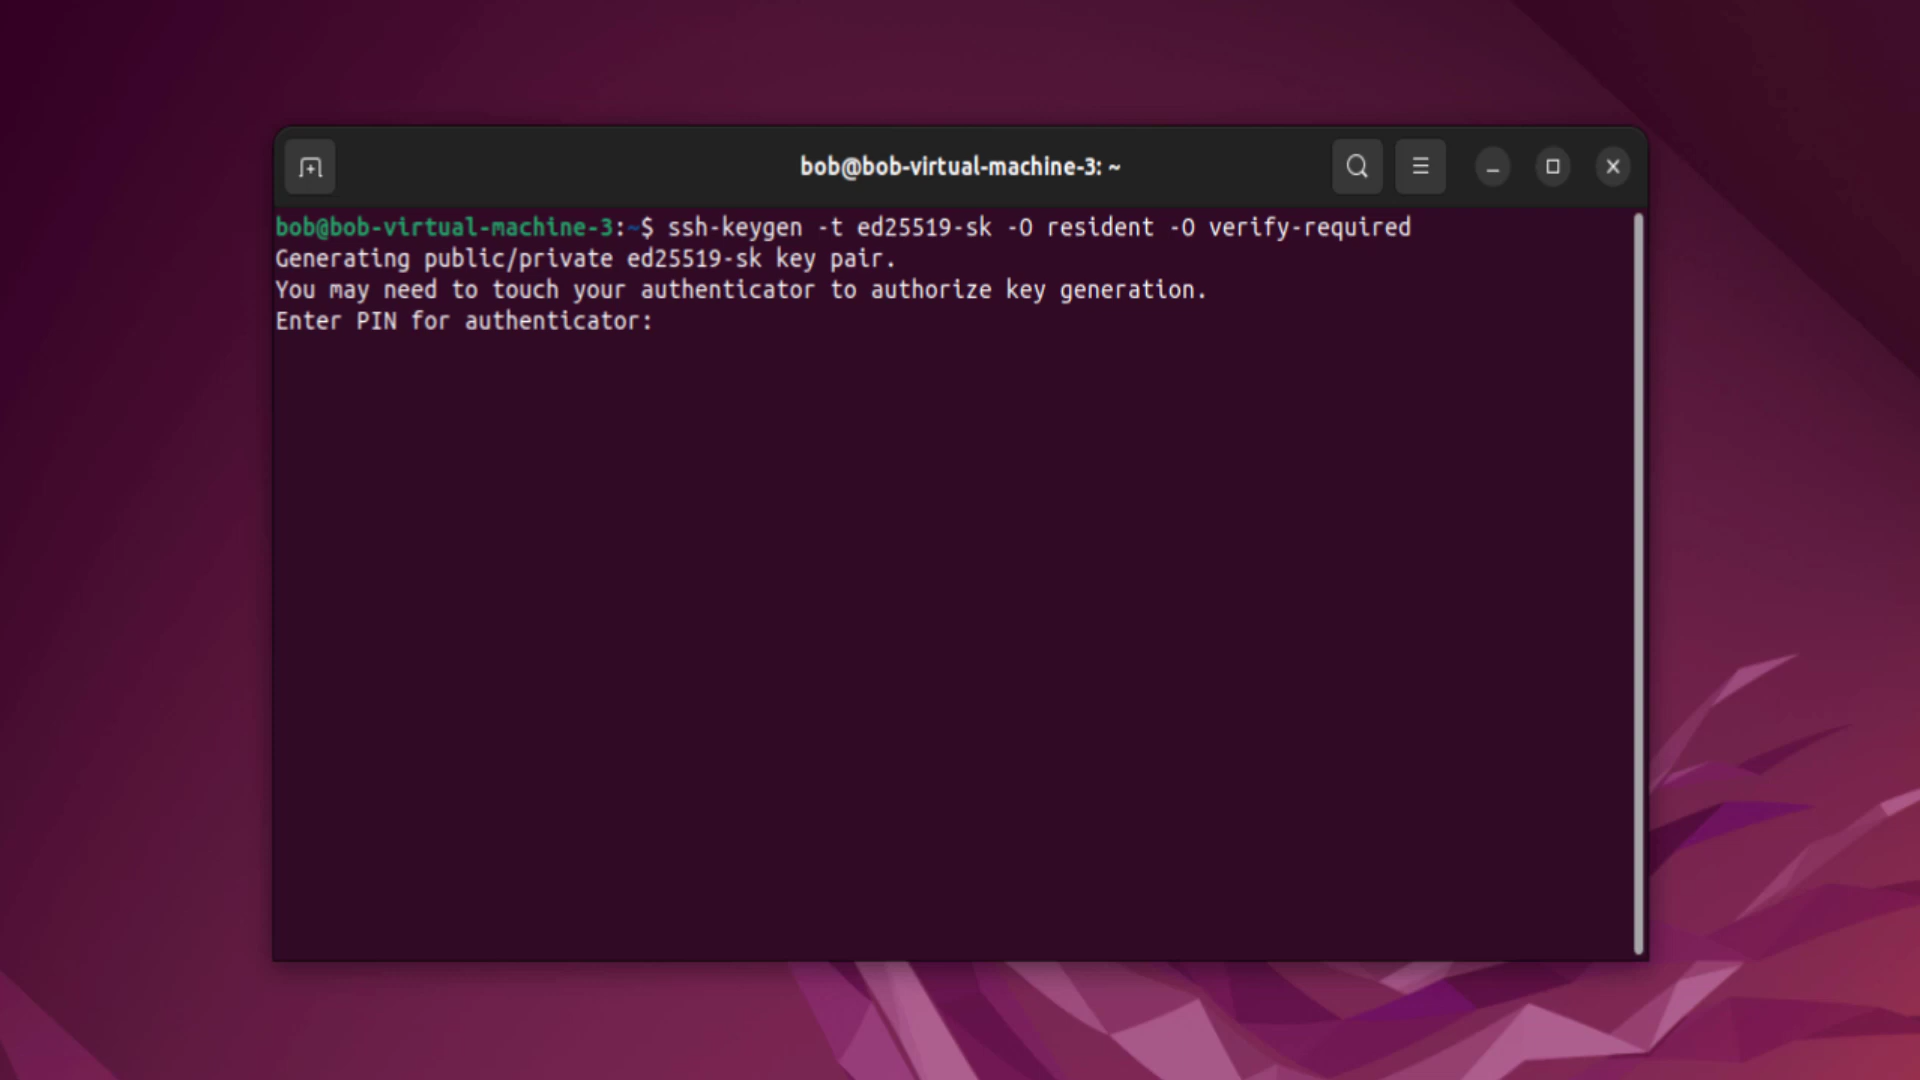 bob@bob-virtual-machine-3: ~
bob@bob-virtual-machine-3:~$ ssh-keygen -t ed25519-sk -O resident -O verify-required
Generating public/private ed25519-sk key pair.
You may need to touch your authenticator to authorize key generation.
Enter PIN for authenticator: